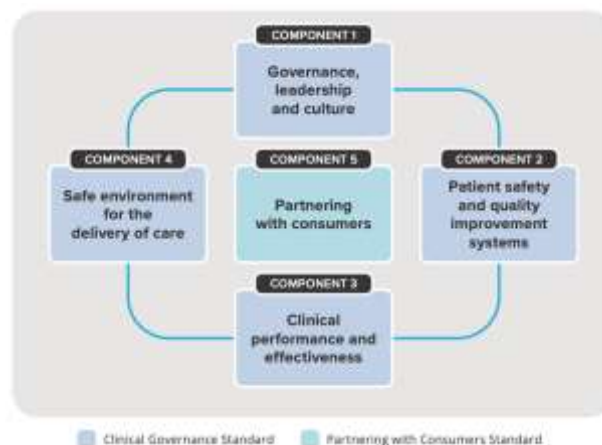 COMPONENT 1
Governance,
leadership
and culture
COMPONENT 4
Safe environment
for the
delivery of care
COMPONENT 5
Partnering
with consumers
COMPONENT 2
Patient safety
and quality
improvement
systems
COMPONENT 3
Clinical
performance and
effectiveness
Clinical Governance Standard
Partnering with Consumers Standard